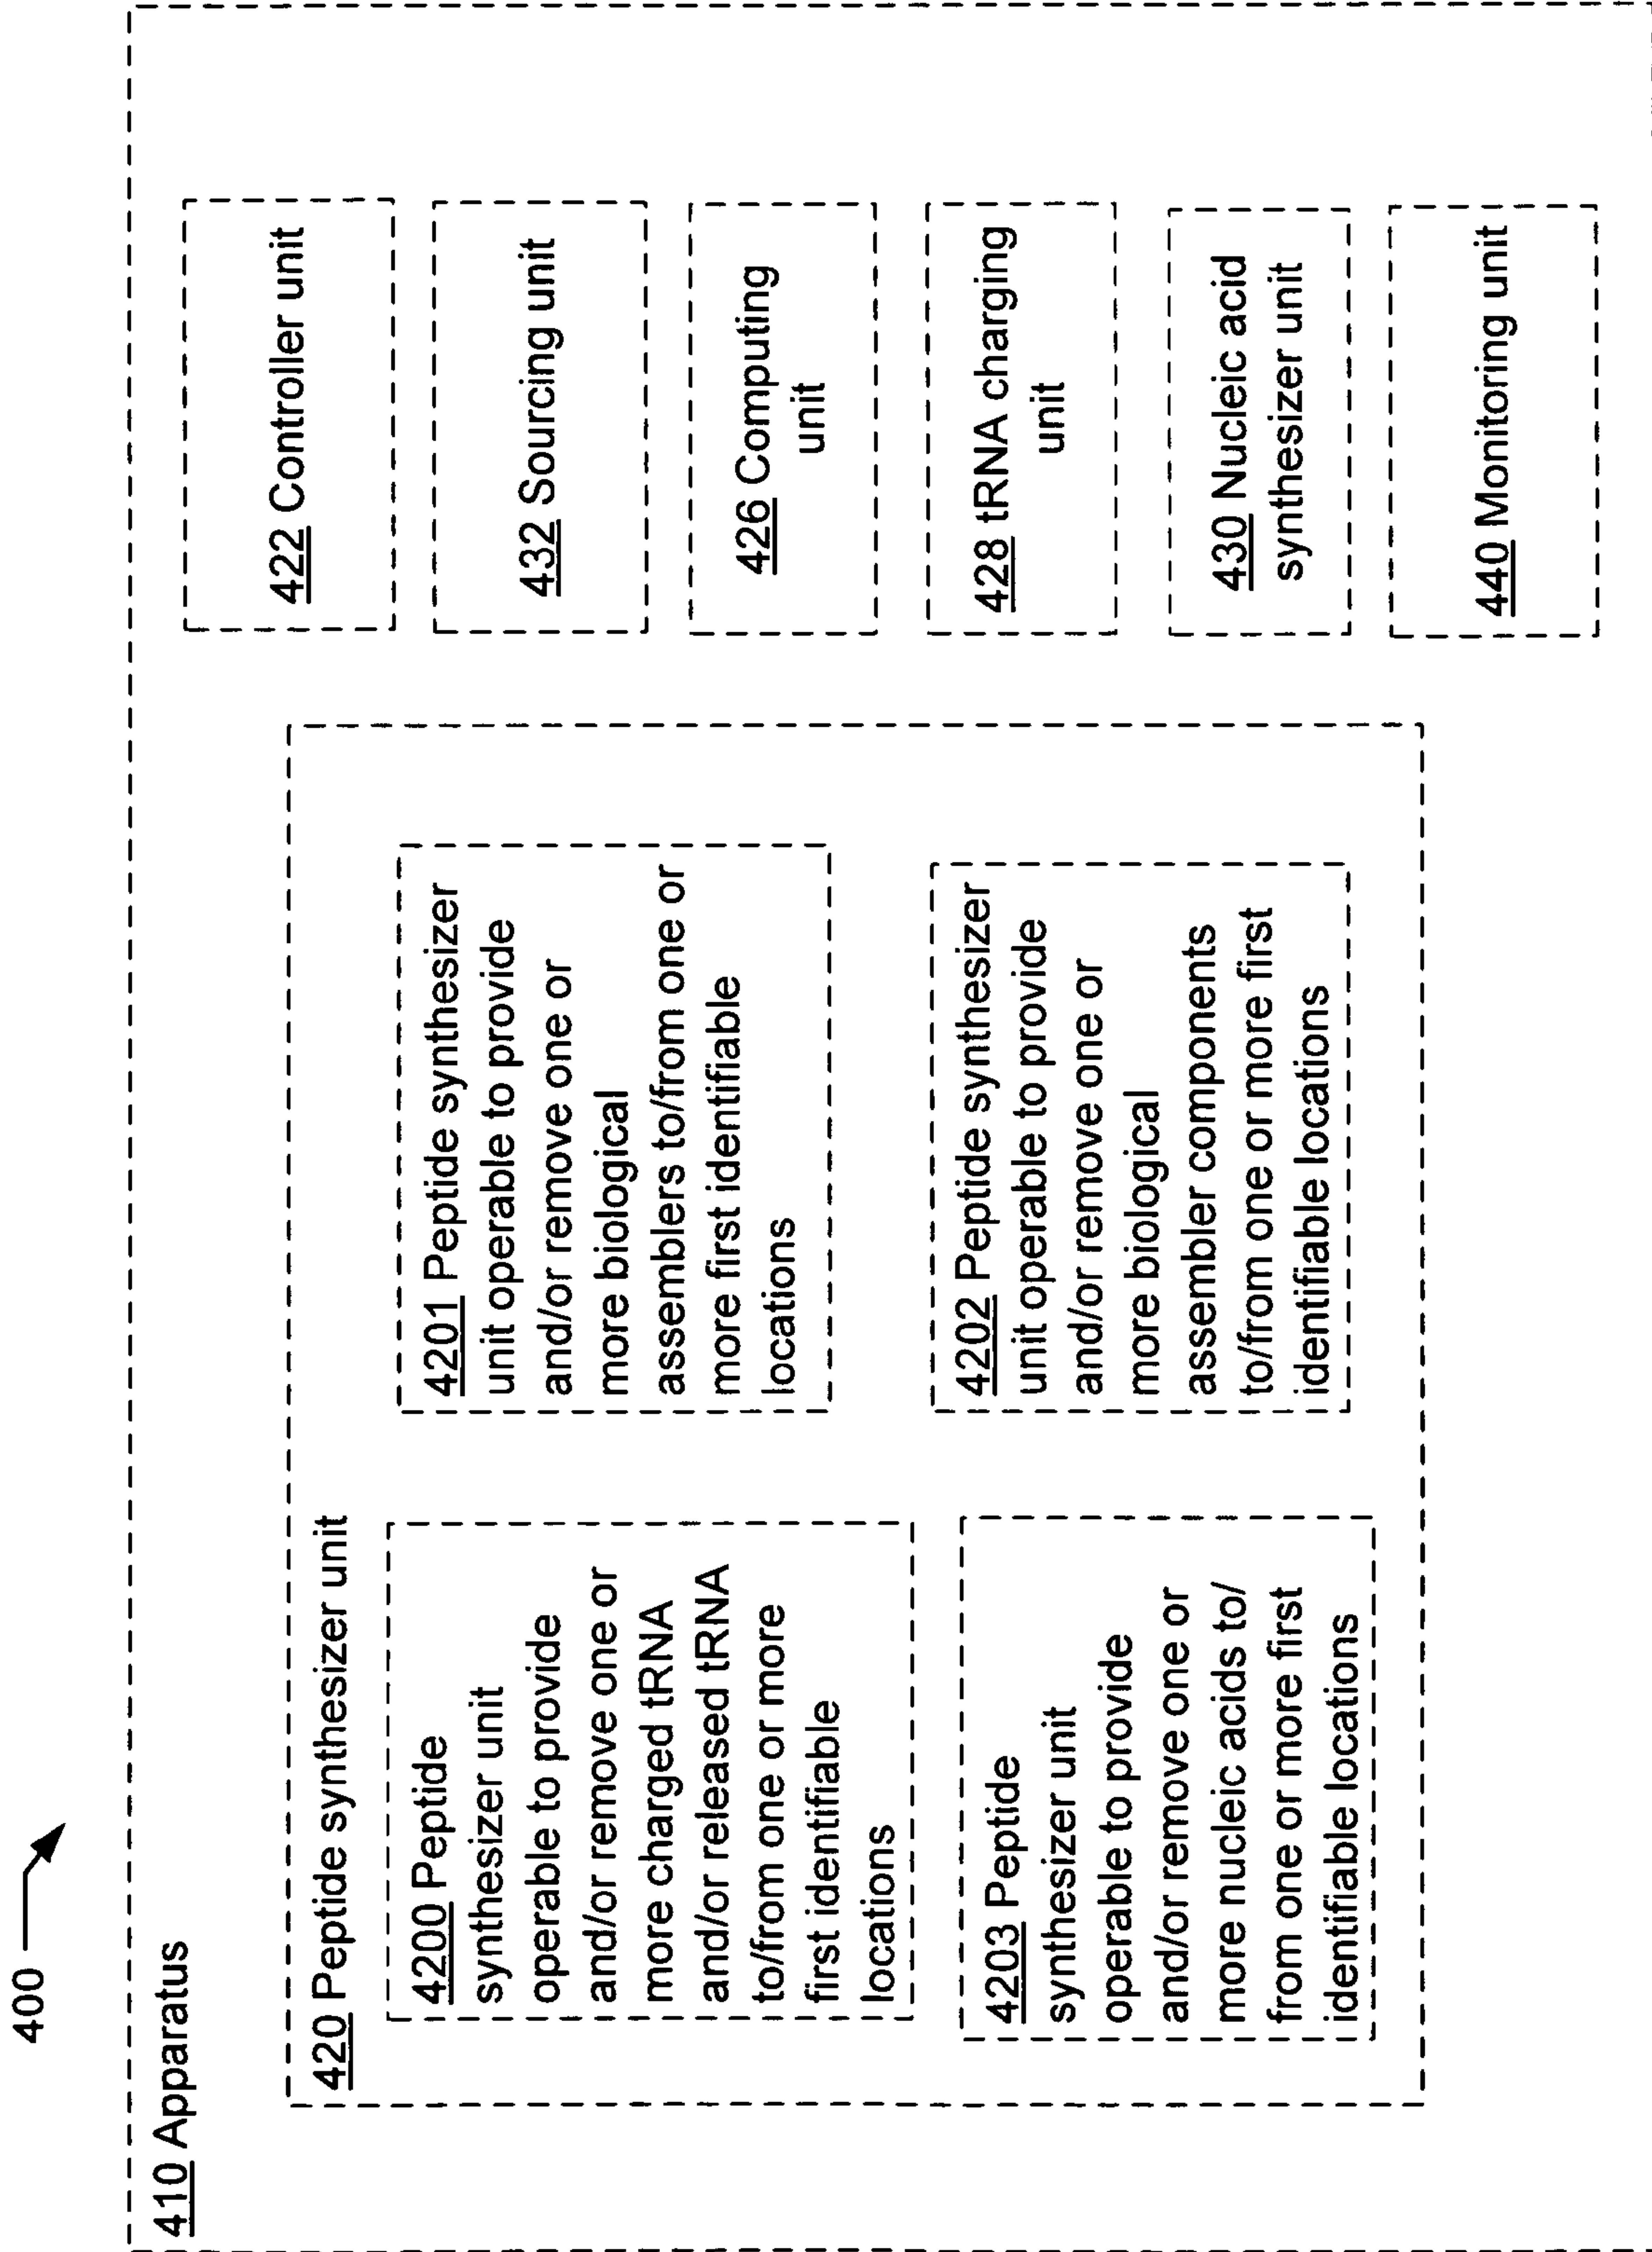 400
410 Apparatus
420 Peptide synthesizer unit
4200 Peptide
synthesizer unit
operable to provide
and/or remove one or
more charged tRNA
and/or released tRNA
to/from one or more
first identifiable
locations
4201 Peptide synthesizer
unit operable to provide
and/or remove one or
more biological
assemblers to/from one or
more first identifiable
locations
4203 Peptide
synthesizer unit
operable to provide
and/or remove one or
more nucleic acids to/
from one or more first
identifiable locations
4202 Peptide synthesizer
unit operable to provide
and/or remove one or
more biological
assembler components
to/from one or more first
identifiable locations
422 Controller unit
432 Sourcing unit
426 Computing
unit
428 tRNA charging
unit
430 Nucleic acid
synthesizer unit
440 Monitoring unit